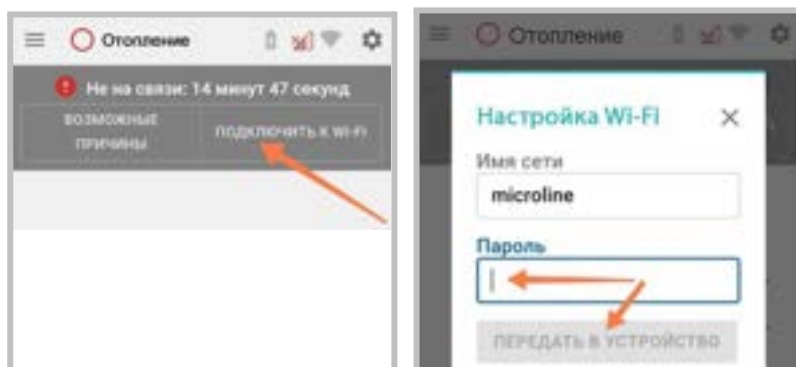 Отопление
Не на связи: 14 минут 47 секунд
ВОЗМОЖНЫЕ
ПРИЧИНЫ
ПОДКЛЮЧИТЬ К WI-FI
Отопление
Настройка Wi-Fi
Имя сети
microline
Пароль
ПЕРЕДАТЬ В УСТРОЙСТВО